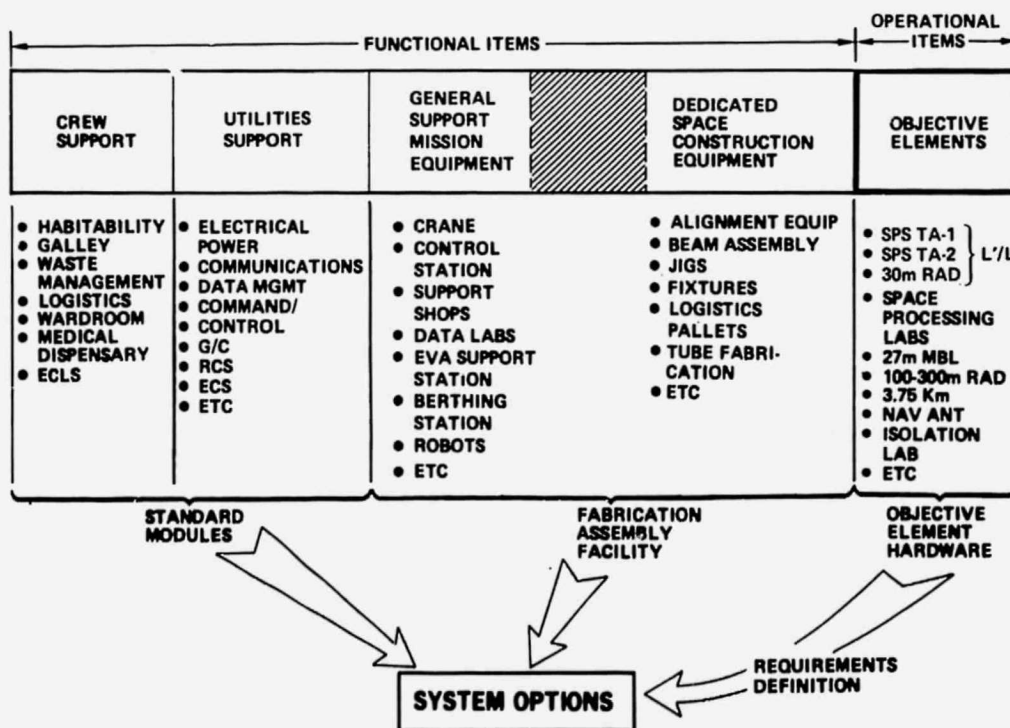 OPERATIONAL
ITEMS
FUNCTIONAL ITEMS
CREW
SUPPORT
UTILITIES
SUPPORT
GENERAL
SUPPORT
MISSION
EQUIPMENT
DEDICATED
SPACE
CONSTRUCTION
EQUIPMENT
OBJECTIVE
ELEMENTS
• HABITABILITY
• GALLEY
• WASTE
MANAGEMENT
• LOGISTICS
• WARDROOM
• MEDICAL
DISPENSARY
• ECLS
• ELECTRICAL
POWER
• COMMUNICATIONS
• DATA MGMT
• COMMAND/
• CONTROL
• G/C
• RCS
• ECS
• ETC
• CRANE
• CONTROL
STATION
• SUPPORT
SHOPS
• DATA LABS
• EVA SUPPORT
STATION
• BERTHING
STATION
• ROBOTS
• ETC
• ALIGNMENT EQUIP
• BEAM ASSEMBLY
• JIGS
• FIXTURES
• LOGISTICS
PALLETS
• TUBE FABRI-
CATION
• ETC
• SPS TA-1
• SPS TA-2
• 30m RAD
• SPACE
PROCESSING
LABS
• 27m MBL
• 100-300m RAD
• 3.75 Km
• NAV ANT
• ISOLATION
LAB
• ETC
STANDARD
MODULES
FABRICATION
ASSEMBLY
FACILITY
OBJECTIVE
ELEMENT
HARDWARE
REQUIREMENTS
DEFINITION
SYSTEM OPTIONS